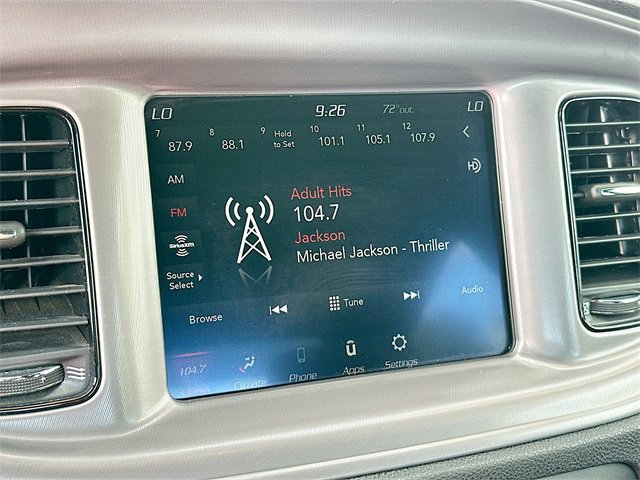 LO 9:26 72°out. LO
7 87.9 8 88.1 9 Hold to Set 10 101.1 11 105.1 12 107.9
AM
HD
Adult Hits
FM 104.7
Jackson
SiriusXM
Michael Jackson - Thriller
Source
Select
Browse Tune Audio
104.7 Climate Phone Apps Settings